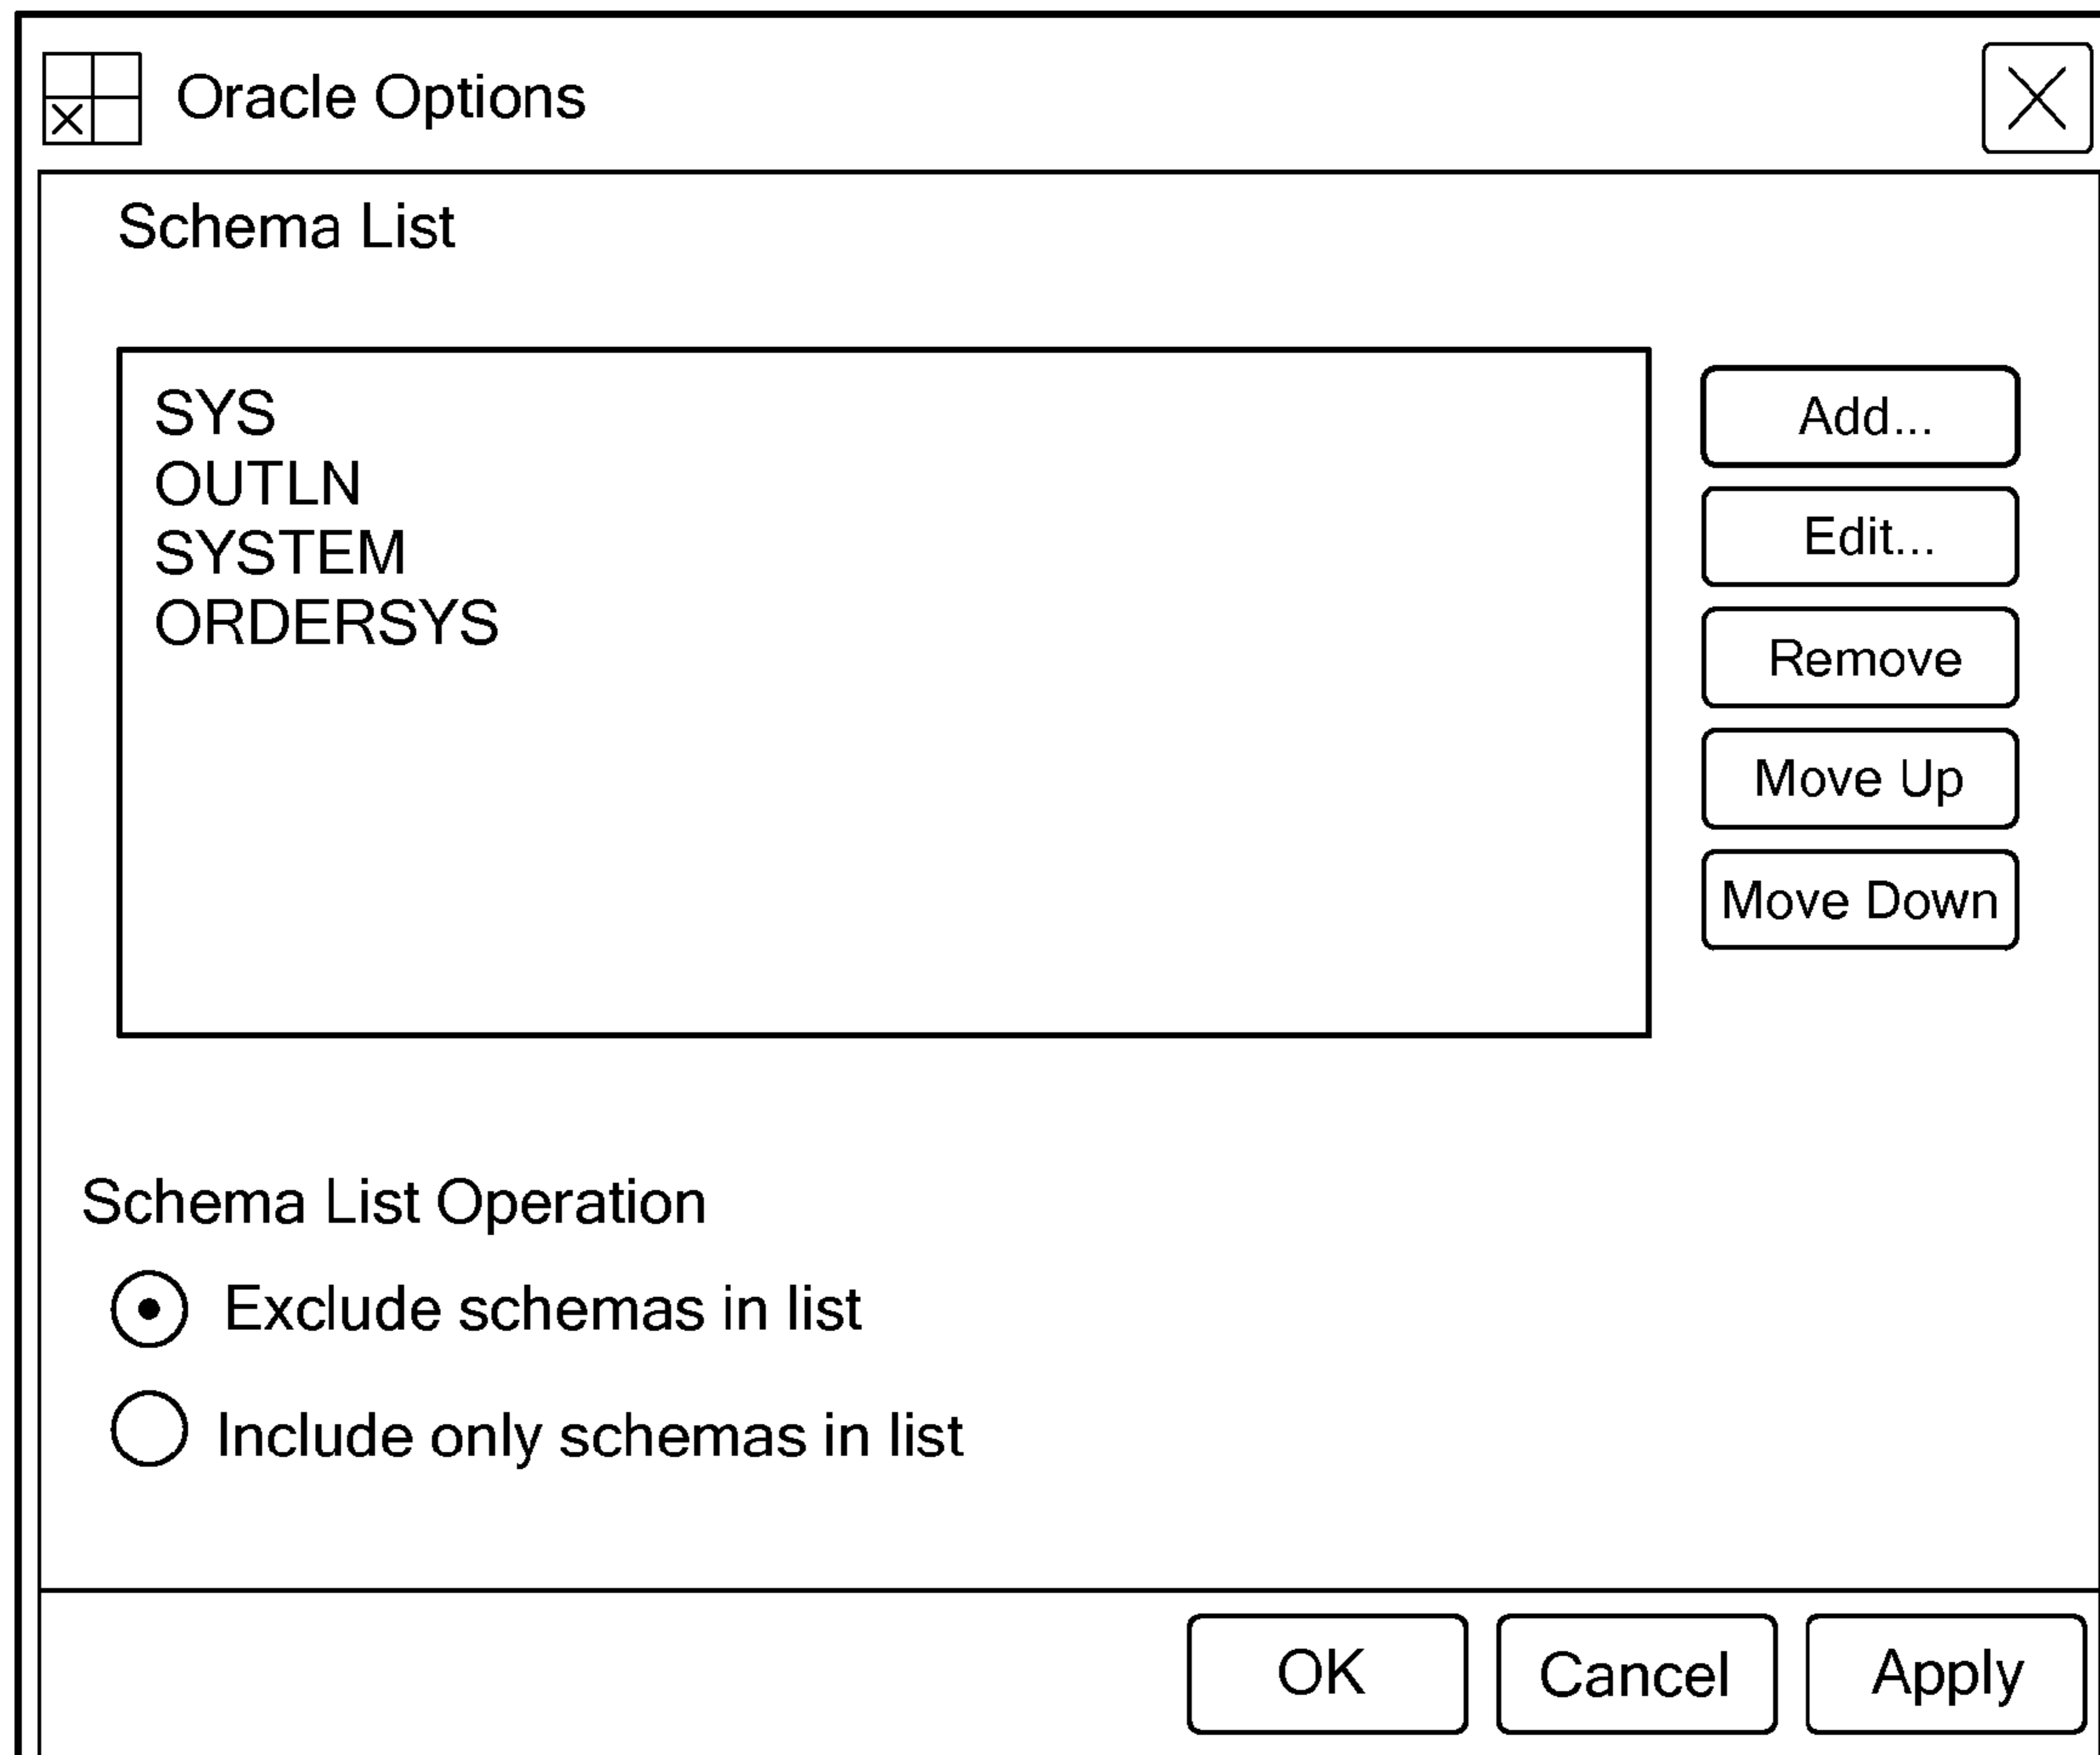 Oracle Options
Schema List
SYS
OUTLN
SYSTEM
ORDERSYS
Add...
Edit...
Remove
Move Up
Move Down
Schema List Operation
Exclude schemas in list
Include only schemas in list
OK
Cancel
Apply